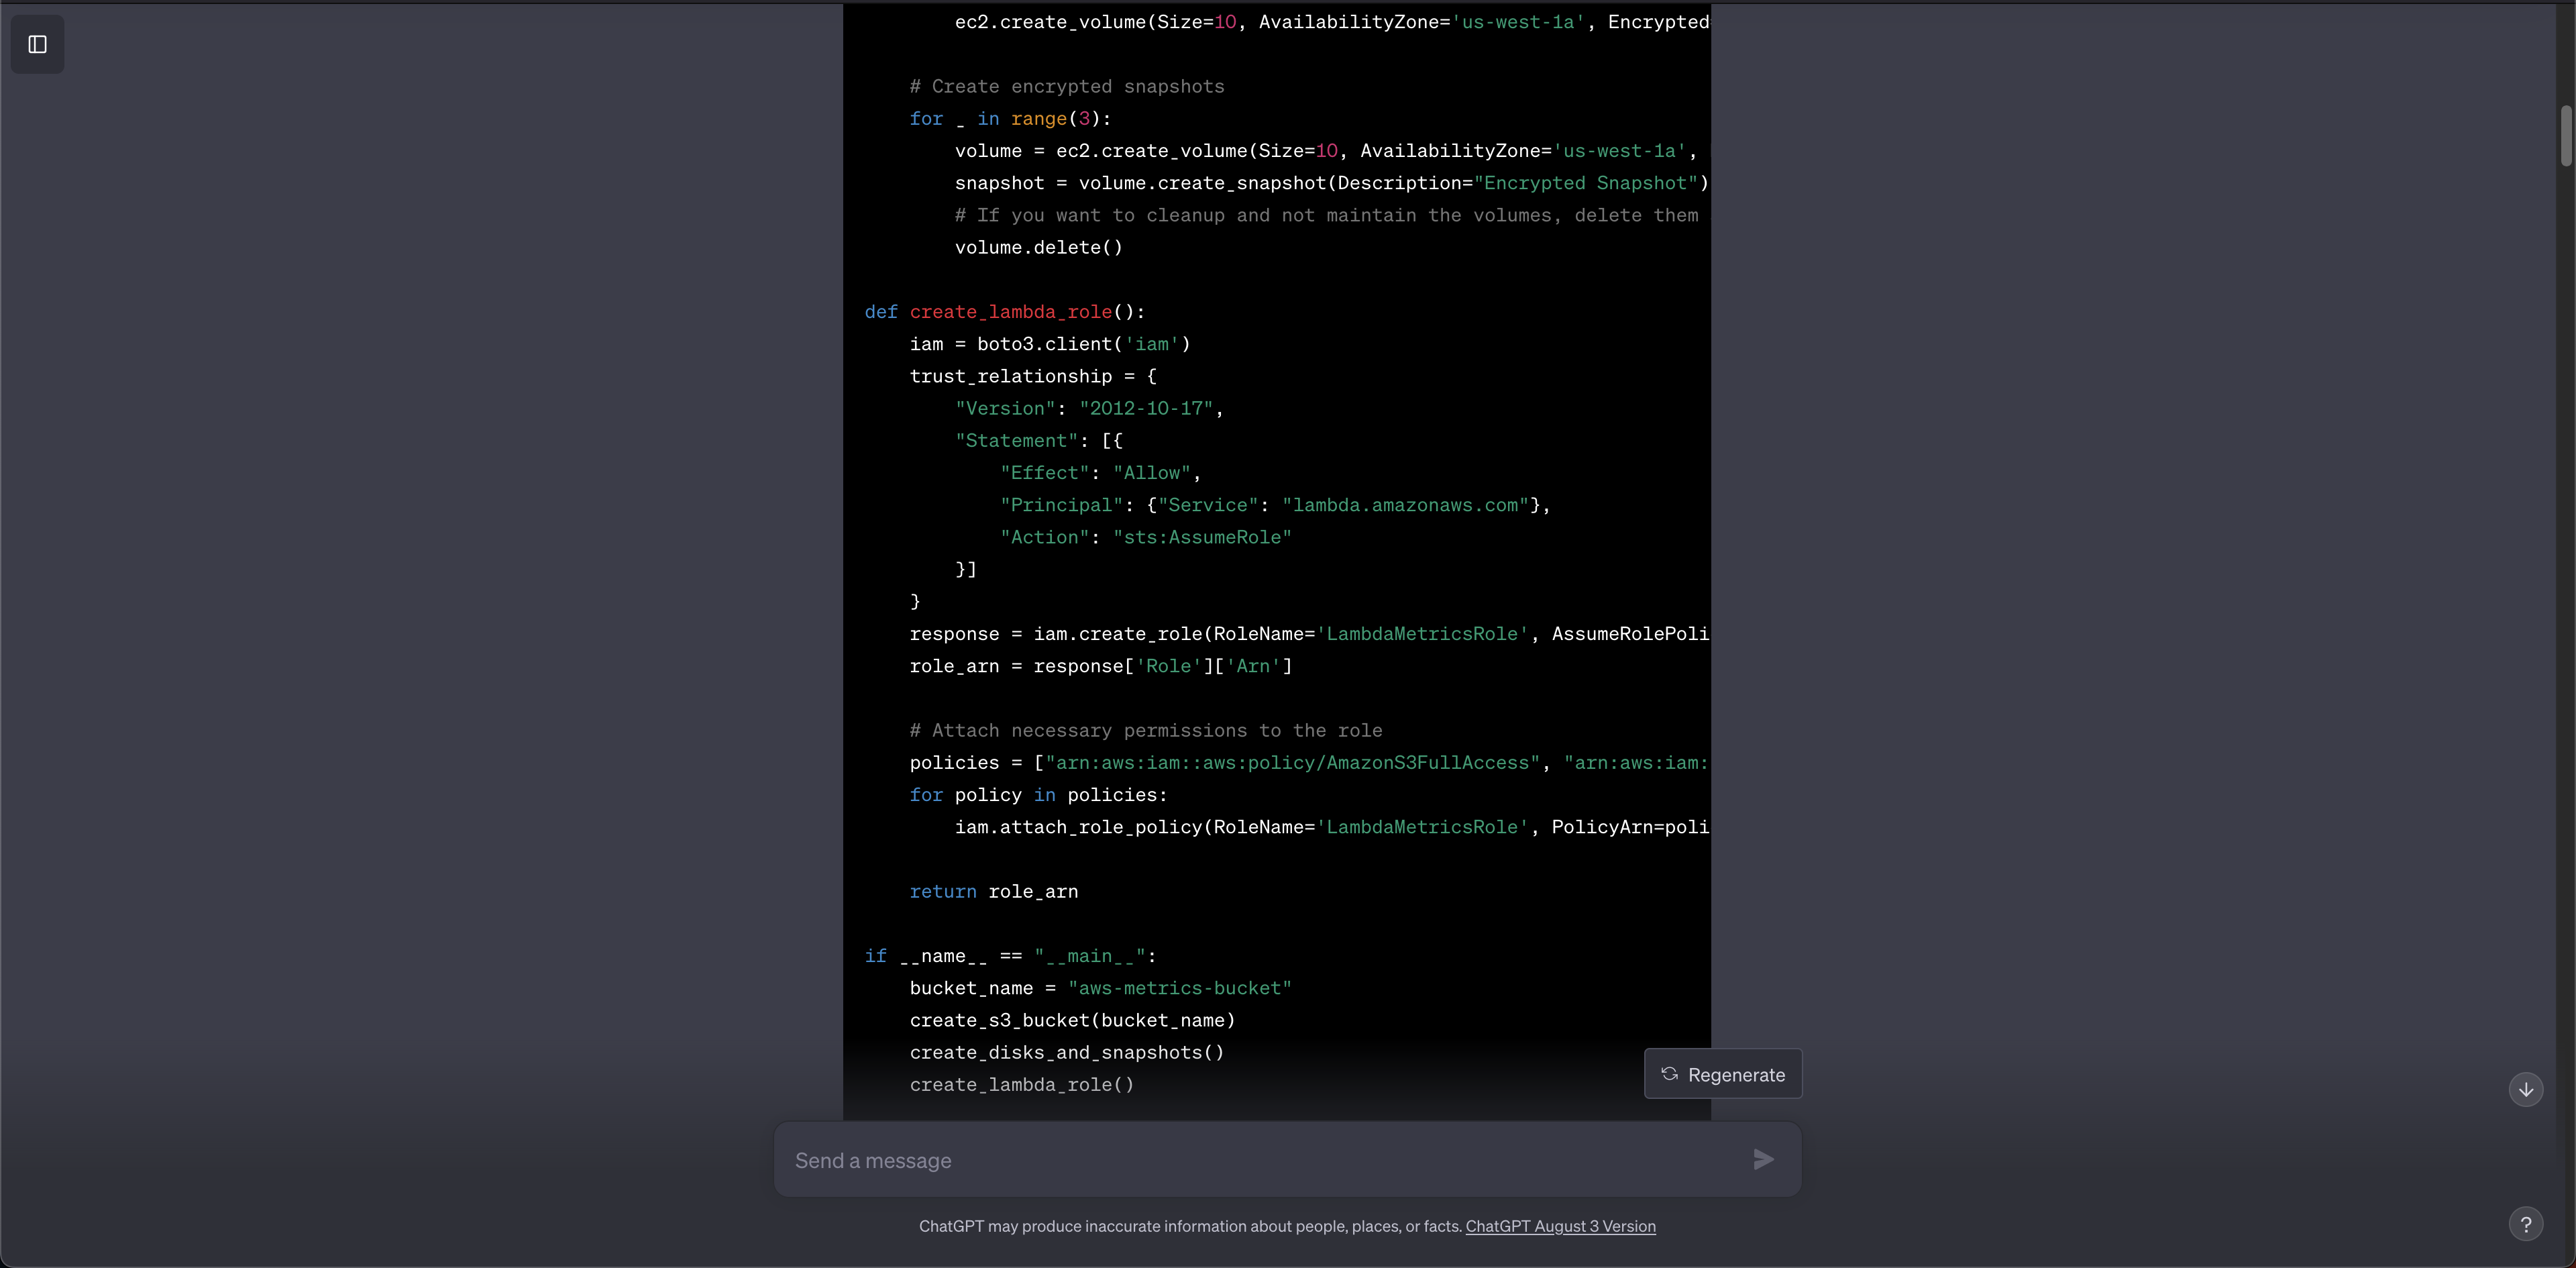 ec2.create_volume(Size=10, AvailabilityZone='us-west-1a', Encrypted
# Create encrypted snapshots
for _ in range(3):
volume = ec2.create_volume(Size=10, AvailabilityZone='us-west-1a',
snapshot = volume.create_snapshot(Description="Encrypted Snapshot")
# If you want to cleanup and not maintain the volumes, delete them
volume.delete()
def create_lambda_role():
iam = boto3.client('iam')
trust_relationship = {
"Version": "2012-10-17",
"Statement": [{
"Effect": "Allow",
"Principal": {"Service": "lambda.amazonaws.com"},
"Action": "sts:AssumeRole"
}]
}
response = iam.create_role(RoleName='LambdaMetricsRole', AssumeRolePoli
role_arn = response['Role']['Arn']
# Attach necessary permissions to the role
policies = ["arn:aws:iam::aws:policy/AmazonS3FullAccess", "arn:aws:iam:
for policy in policies:
iam.attach_role_policy(RoleName='LambdaMetricsRole', PolicyArn=poli
return role_arn
if __name__ == "__main__":
bucket_name = "aws-metrics-bucket"
create_s3_bucket(bucket_name)
create_disks_and_snapshots()
create_lambda_role()
Regenerate
Send a message
ChatGPT may produce inaccurate information about people, places, or facts. ChatGPT August 3 Version
?